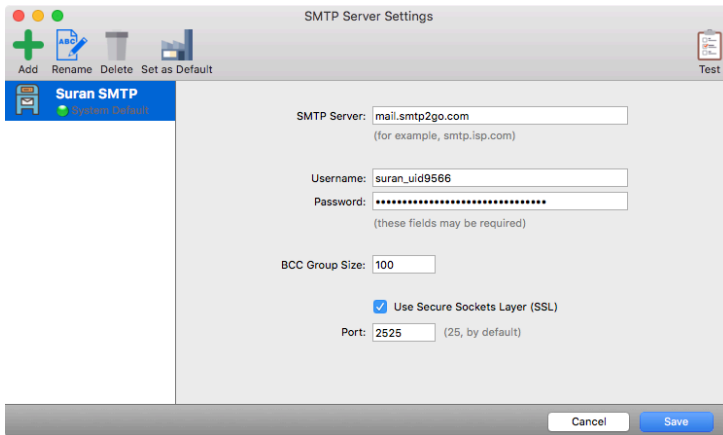 SMTP Server Settings
ABC
Add Rename Delete Set as Default Test
Suran SMTP
System Default
SMTP Server: mail.smtp2go.com
(for example, smtp.isp.com)
Username: suran_uid9566
Password: •••••••••••••••••••••••••••••••••
(these fields may be required)
BCC Group Size: 100
Use Secure Sockets Layer (SSL)
Port: 2525 (25, by default)
Cancel Save